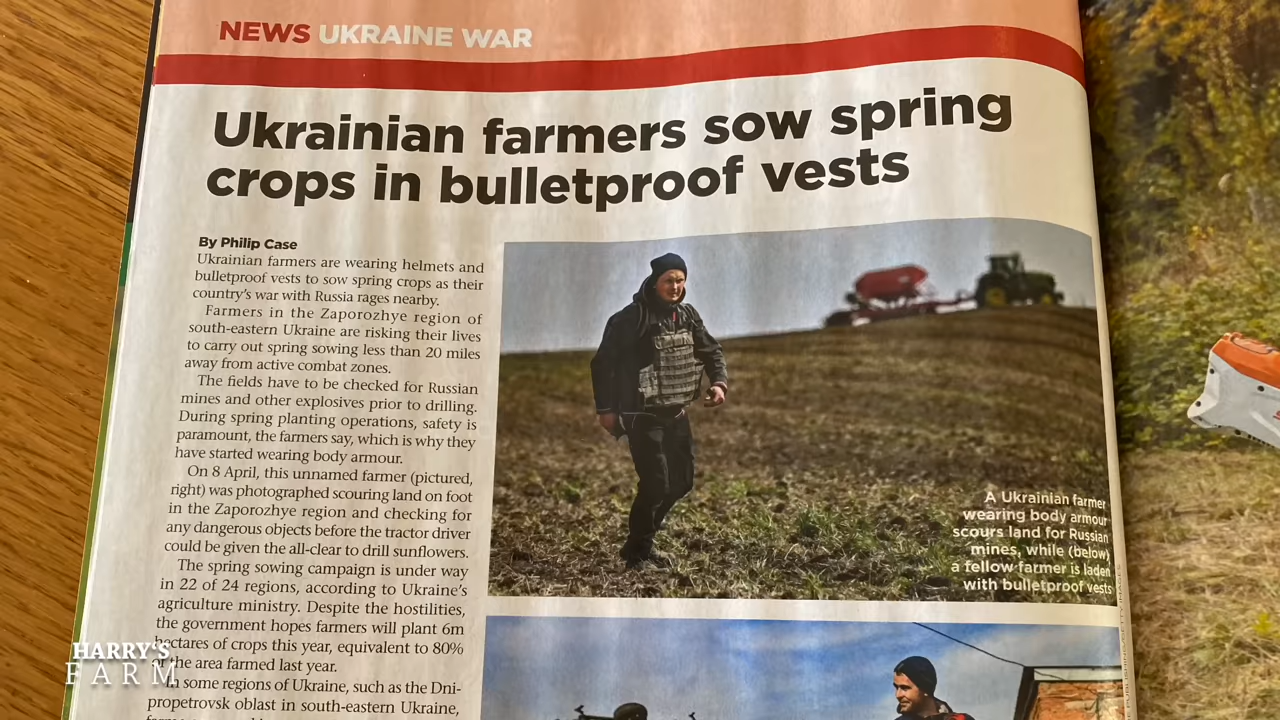 NEWS UKRAINE WAR
Ukrainian farmers sow spring
crops in bulletproof vests
By Philip Case
Ukrainian farmers are wearing helmets and
bulletproof vests to sow spring crops as their
country's war with Russia rages nearby.
Farmers in the Zaporozhye region of
south-eastern Ukraine are risking their lives
to carry out spring sowing less than 20 miles
away from active combat zones.
The fields have to be checked for Russian
mines and other explosives prior to drilling.
During spring planting operations, safety is
paramount, the farmers say, which is why they
have started wearing body armour.
On 8 April, this unnamed farmer (pictured,
right) was photographed scouring land on foot
in the Zaporozhye region and checking for
any dangerous objects before the tractor driver
could be given the all-clear to drill sunflowers.
The spring sowing campaign is under way
in 22 of 24 regions, according to Ukraine's
agriculture ministry. Despite the hostilities,
the government hopes farmers will plant 6m
hectares of crops this year, equivalent to 80%
of the area farmed last year.
In some regions of Ukraine, such as the Dni-
propetrovsk oblast in south-eastern Ukraine,
A Ukrainian farmer
wearing body armour
scours land for Russian
mines, while (below)
a fellow farmer is laden
with bulletproof vests
HARRY'S
FARM